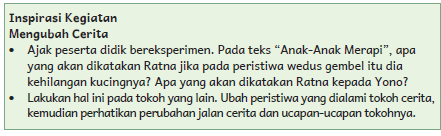 Inspirasi Kegiatan
Mengubah Cerita
• Ajak peserta didik bereksperimen. Pada teks “Anak-Anak Merapi”, apa
yang akan dikatakan Ratna jika pada peristiwa wedus gembel itu dia
kehilangan kucingnya? Apa yang akan dikatakan Ratna kepada Yono?
• Lakukan hal ini pada tokoh yang lain. Ubah peristiwa yang dialami tokoh cerita,
kemudian perhatikan perubahan jalan cerita dan ucapan-ucapan tokohnya.